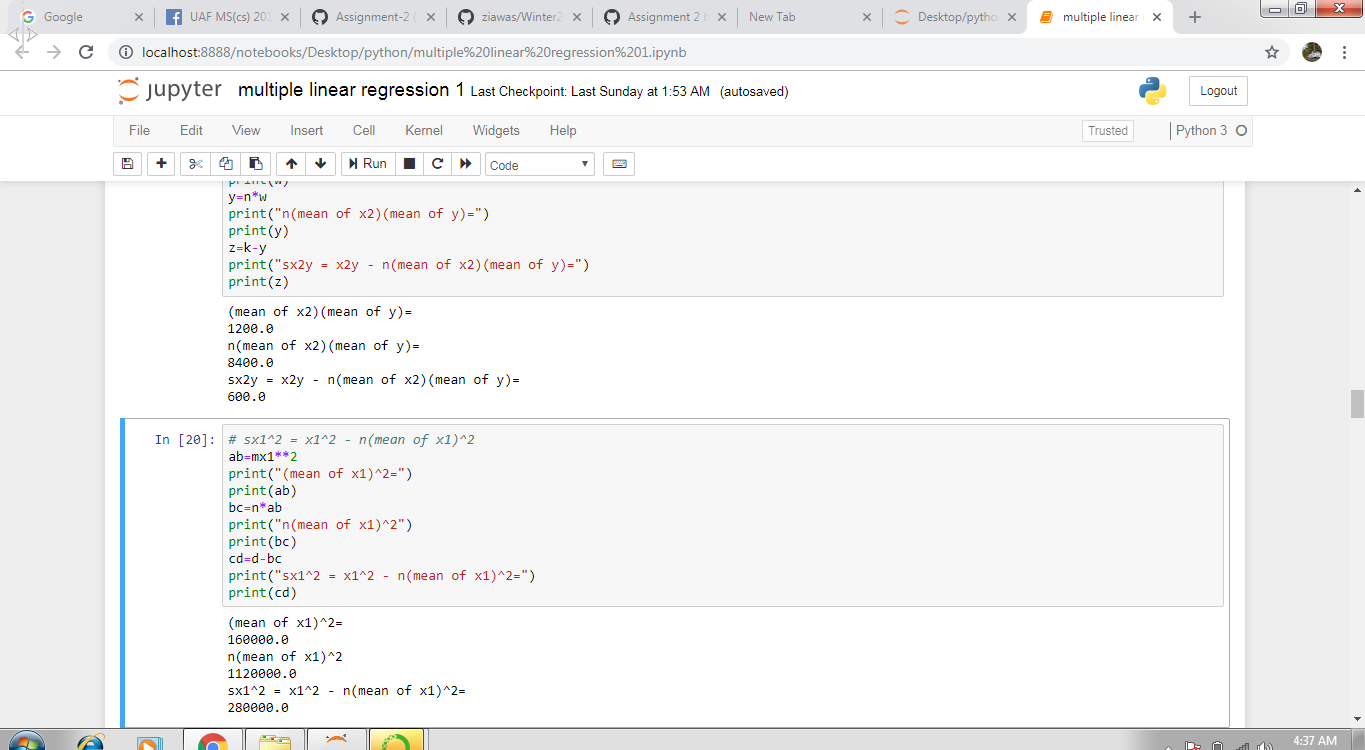 Google
UAF MS(cs) 201
Assignment-2 (
ziawas/Winter2
Assignment 2 b
New Tab
Desktop/pytho
multiple linear
localhost:8888/notebooks/Desktop/python/multiple%20linear%20regression%201.ipynb
jupyter multiple linear regression 1 Last Checkpoint: Last Sunday at 1:53 AM (autosaved)
Logout
File Edit View Insert Cell Kernel Widgets Help
Trusted Python 3
Run Code
print(w)
y=n*w
print("n(mean of x2)(mean of y)=")
print(y)
z=k-y
print("sx2y = x2y - n(mean of x2)(mean of y)=")
print(z)
(mean of x2)(mean of y)=
1200.0
n(mean of x2)(mean of y)=
8400.0
sx2y = x2y - n(mean of x2)(mean of y)=
600.0
In [20]: # sx1^2 = x1^2 - n(mean of x1)^2
ab=mx1**2
print("(mean of x1)^2=")
print(ab)
bc=n*ab
print("n(mean of x1)^2")
print(bc)
cd=d-bc
print("sx1^2 = x1^2 - n(mean of x1)^2=")
print(cd)
(mean of x1)^2=
160000.0
n(mean of x1)^2
1120000.0
sx1^2 = x1^2 - n(mean of x1)^2=
280000.0
4:37 AM